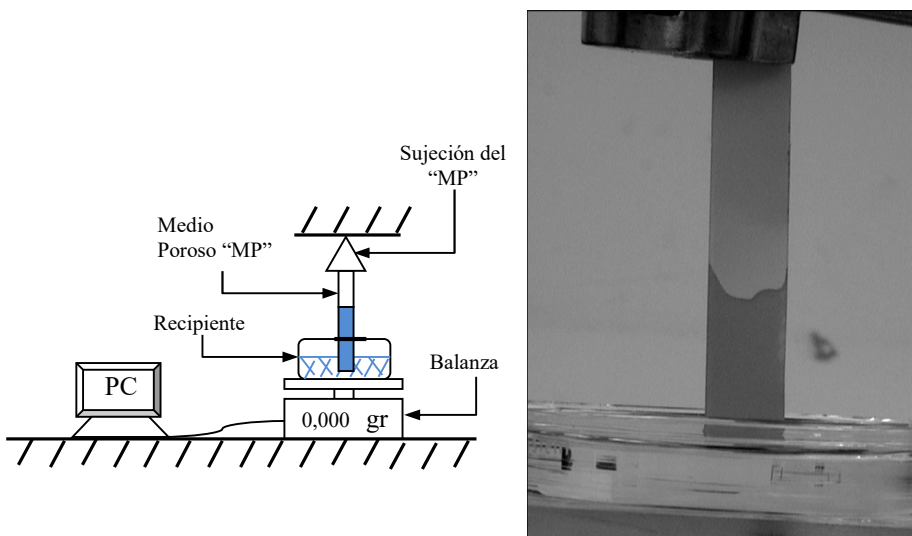 Sujeción del
“MP”
Medio
Poroso “MP”
Recipiente
Balanza
PC
0,000 gr